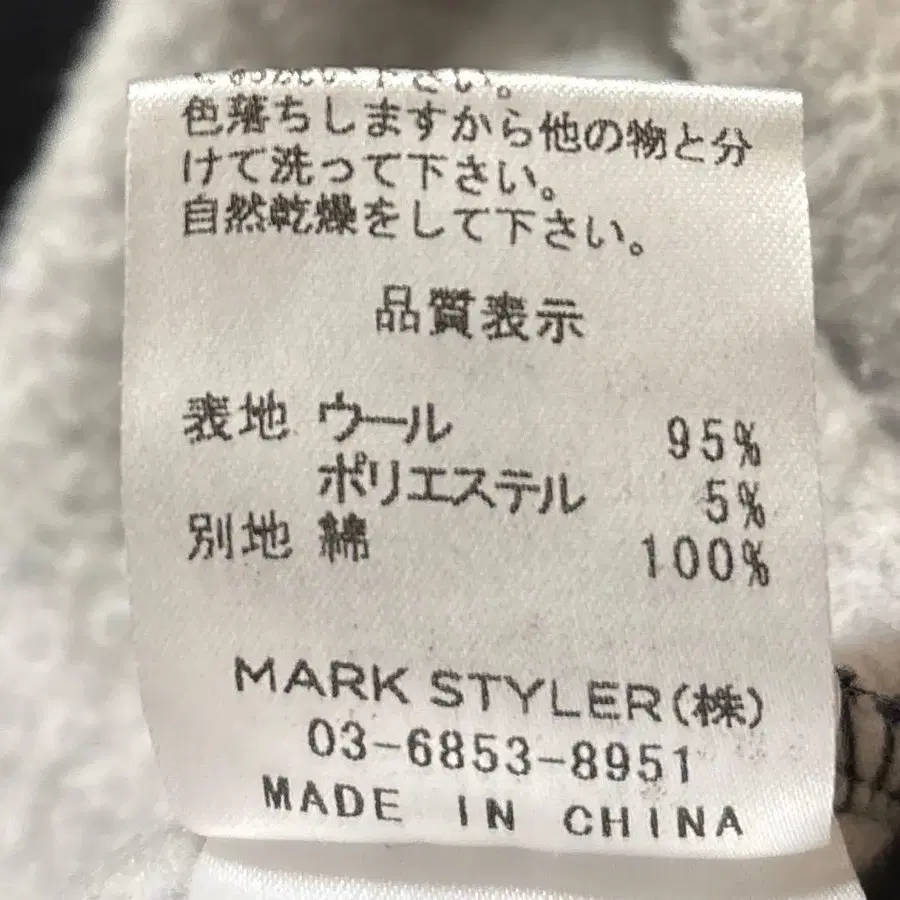 下さい。
色落ちしますから他の物と分
けて洗って下さい。
自然乾燥をして下さい。
品質表示
表地 ウール 95%
ポリエステル 5%
別地 綿 100%
MARK STYLER(株)
03-6853-8951
MADE IN CHINA